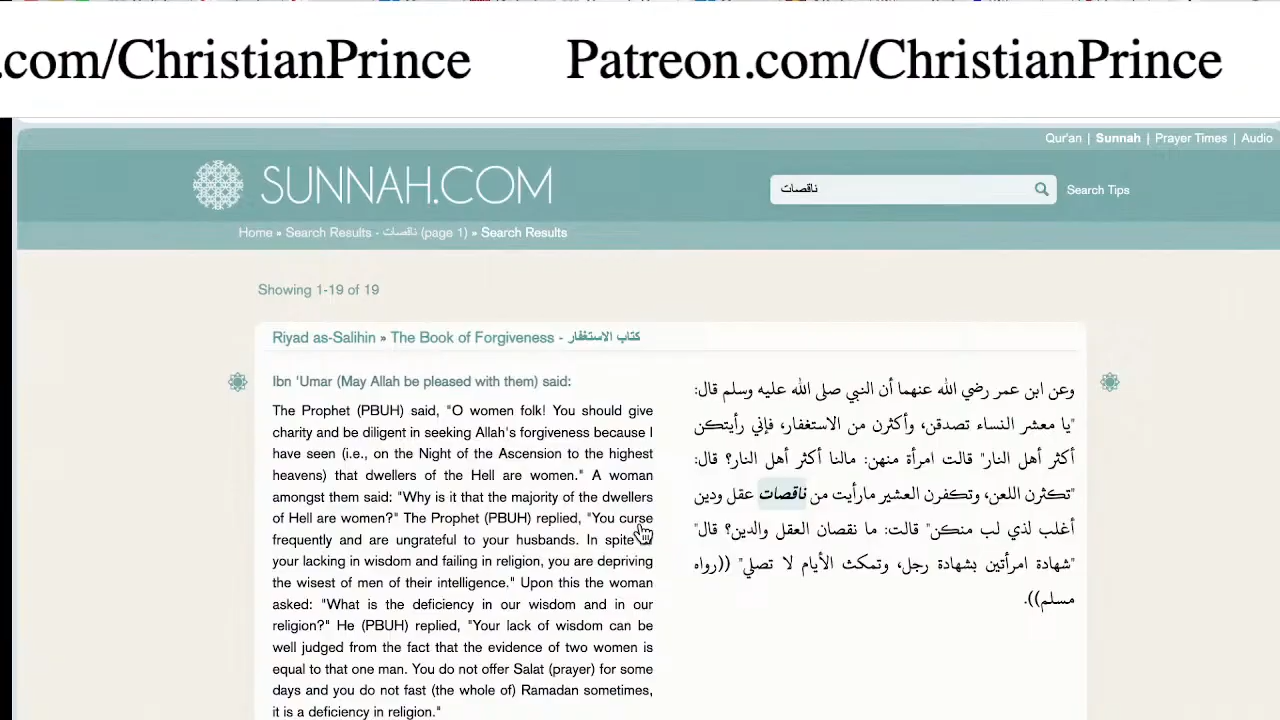 .com/ChristianPrince Patreon.com/ChristianPrince
Qur'an | Sunnah | Prayer Times | Audio
SUNNAH.COM
ناقصات
Search Tips
Home » Search Results - ناقصات (page 1) » Search Results
Showing 1-19 of 19
Riyad as-Salihin » The Book of Forgiveness - كتاب الاستغفار
Ibn 'Umar (May Allah be pleased with them) said:
The Prophet (PBUH) said, "O women folk! You should give
charity and be diligent in seeking Allah's forgiveness because I
have seen (i.e., on the Night of the Ascension to the highest
heavens) that dwellers of the Hell are women." A woman
amongst them said: "Why is it that the majority of the dwellers
of Hell are women?" The Prophet (PBUH) replied, "You curse
frequently and are ungrateful to your husbands. In spite
your lacking in wisdom and failing in religion, you are depriving
the wisest of men of their intelligence." Upon this the woman
asked: "What is the deficiency in our wisdom and in our
religion?" He (PBUH) replied, "Your lack of wisdom can be
well judged from the fact that the evidence of two women is
equal to that one man. You do not offer Salat (prayer) for some
days and you do not fast (the whole of) Ramadan sometimes,
it is a deficiency in religion."
وعن ابن عمر رضي الله عنهما أن النبي صلى الله عليه وسلم قال:
"يا معشر النساء تصدقن، وأكثرن من الاستغفار، فإني رأيتكن
أكثر أهل النار" قالت امرأة منهن: مالنا أكثر أهل النار؟ قال:
"تكثرن اللعن، وتكفرن العشير مارأيت من ناقصات عقل ودين
أغلب لذي لب منكن" قالت: ما نقصان العقل والدين؟ قال"
"شهادة امرأتين بشهادة رجل، وتمكث الأيام لا تصلي" ((رواه
مسلم)).